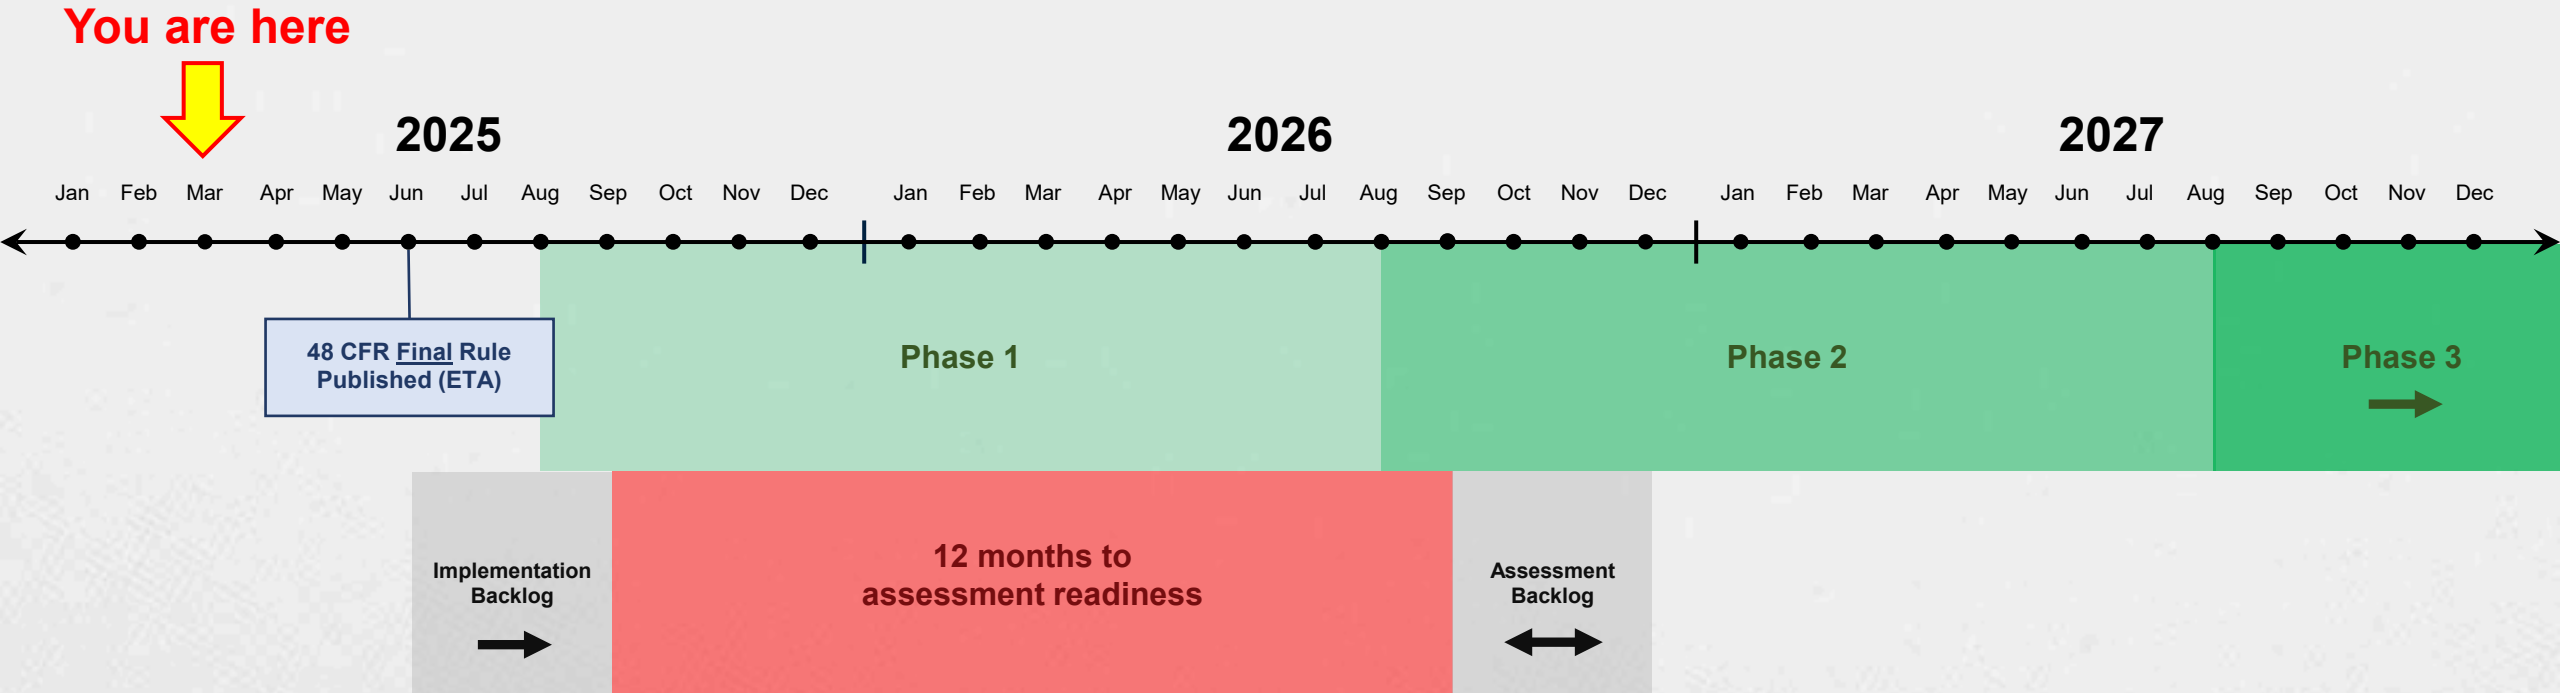 You are here
2025 2026 2027
Jan Feb Mar Apr May Jun Jul Aug Sep Oct Nov Dec Jan Feb Mar Apr May Jun Jul Aug Sep Oct Nov Dec Jan Feb Mar Apr May Jun Jul Aug Sep Oct Nov Dec
48 CFR Final Rule
Published (ETA)
Phase 1
Phase 2
Phase 3
Implementation
Backlog
12 months to
assessment readiness
Assessment
Backlog